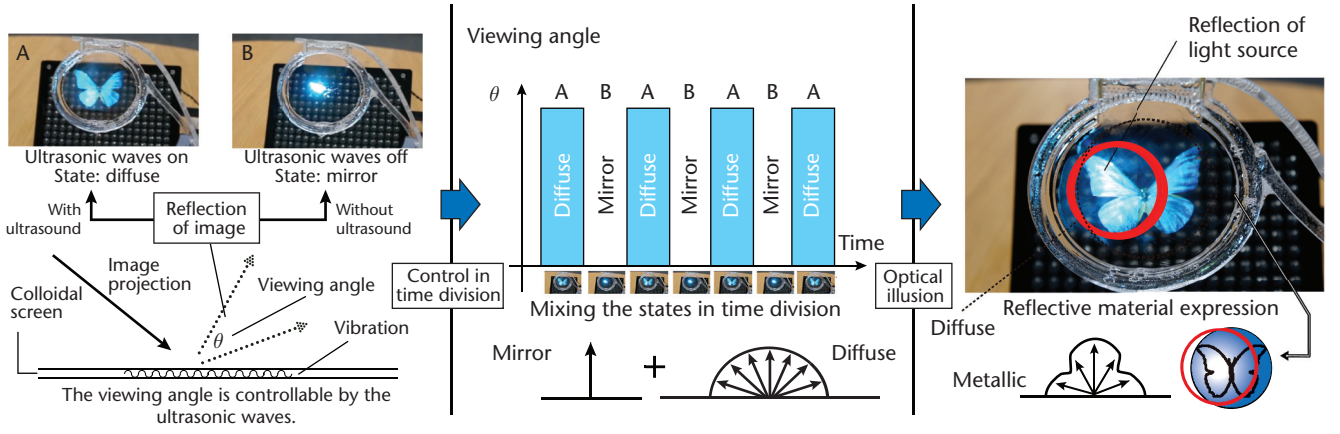 A
B
Ultrasonic waves on
State: diffuse
Ultrasonic waves off
State: mirror
With
ultrasound
Reflection
of image
Without
ultrasound
Image
projection
Colloidal
screen
Viewing angle
θ
Vibration
The viewing angle is controllable by the
ultrasonic waves.
Control in
time division
Viewing angle
θ
A B A B A B A
Diffuse Mirror Diffuse Mirror Diffuse Mirror Diffuse
Time
Mixing the states in time division
Mirror
+
Diffuse
Optical
illusion
Reflection of
light source
Diffuse
Reflective material expression
Metallic